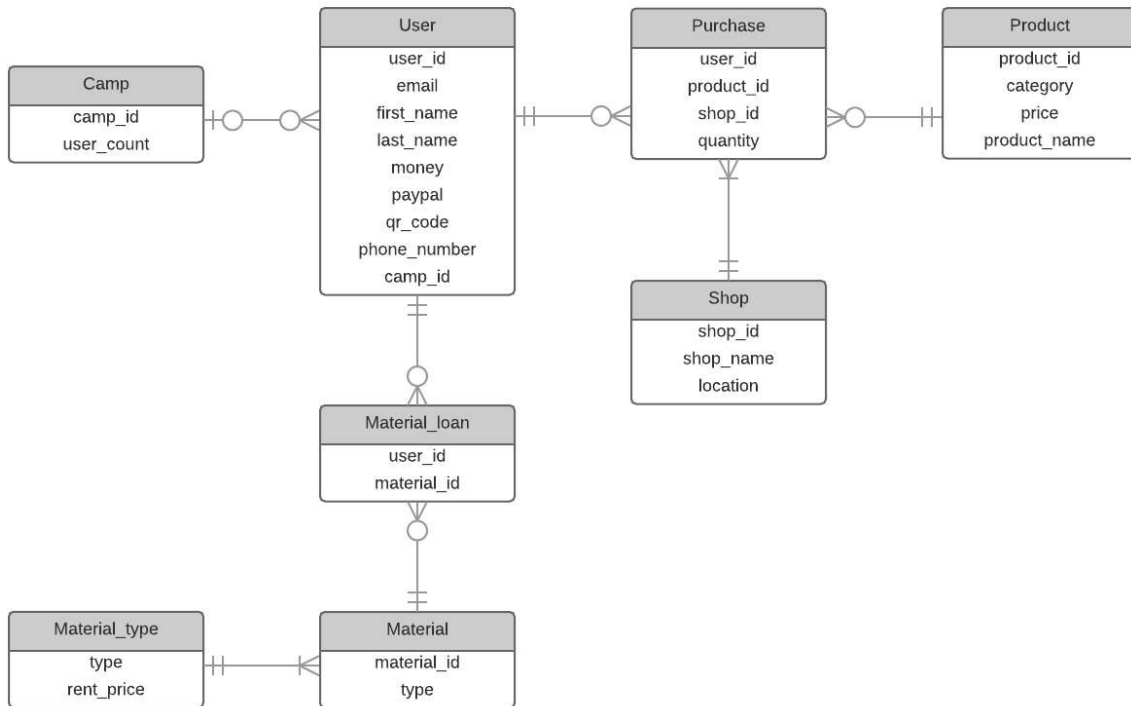 Camp
camp_id
user_count
User
user_id
email
first_name
last_name
money
paypal
qr_code
phone_number
camp_id
Purchase
user_id
product_id
shop_id
quantity
Product
product_id
category
price
product_name
Shop
shop_id
shop_name
location
Material_loan
user_id
material_id
Material_type
type
rent_price
Material
material_id
type